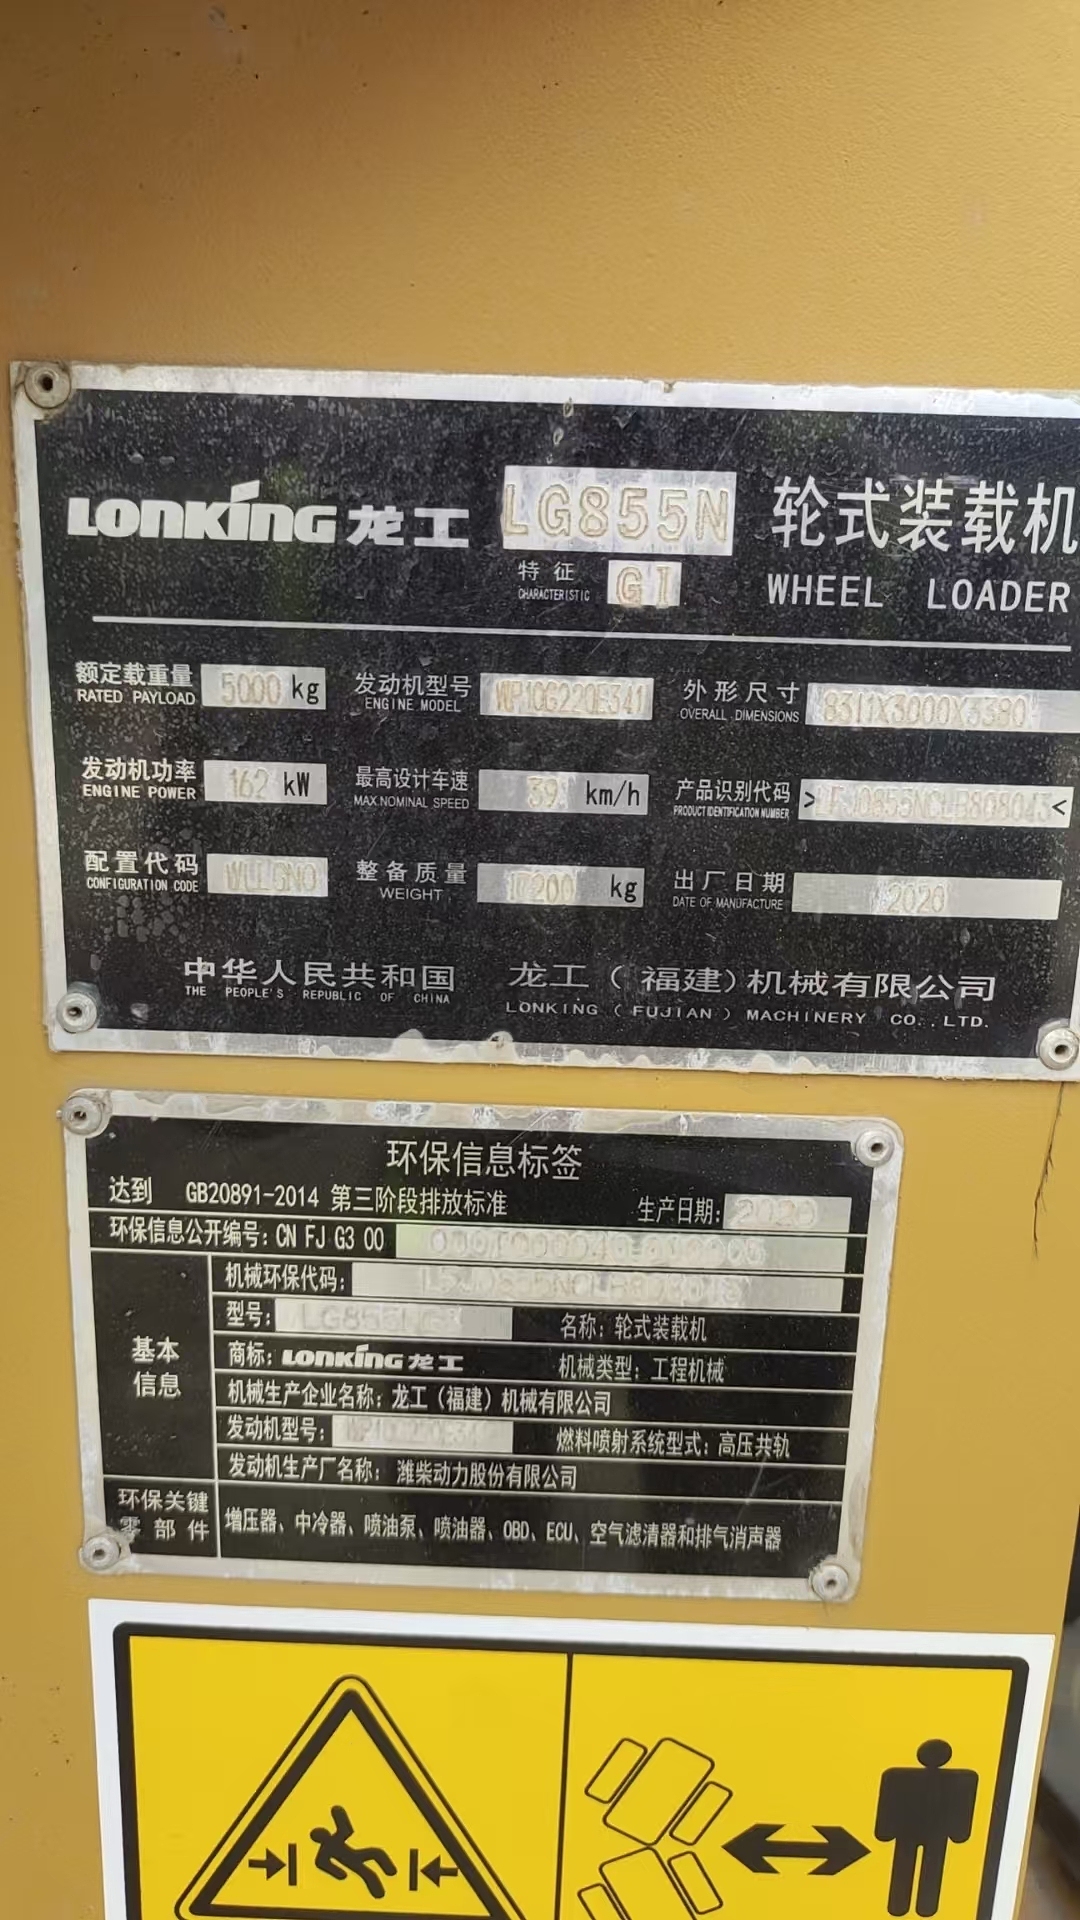 LONKING 龙工 LG855N 轮式装载机
特征 GI WHEEL LOADER
CHARACTERISTIC
额定载重量 5000 kg 发动机型号 WP10G220E341 外形尺寸 8311X3000X3380
RATED PAYLOAD ENGINE MODEL OVERALL DIMENSIONS
发动机功率 162 kW 最高设计车速 39 km/h 产品识别代码 > <
ENGINE POWER MAX NOMINAL SPEED PRODUCT IDENTIFICATION NUMBER
配置代码 整备质量 17200 kg 出厂日期 2020
CONFIGURATION CODE WEIGHT DATE OF MANUFACTURE
中华人民共和国 龙工（福建）机械有限公司
THE PEOPLE'S REPUBLIC OF CHINA LONKING (FUJIAN) MACHINERY CO.,LTD.
环保信息标签
达到 GB20891-2014 第三阶段排放标准 生产日期: 2020
环保信息公开编号: CN FJ G3 00
机械环保代码:
型号: 名称: 轮式装载机
基本信息 商标: LONKING 龙工 机械类型: 工程机械
机械生产企业名称: 龙工（福建）机械有限公司
发动机型号: 燃料喷射系统型式: 高压共轨
发动机生产厂名称: 潍柴动力股份有限公司
环保关键零部件 增压器、中冷器、喷油泵、喷油器、OBD、ECU、空气滤清器和排气消声器